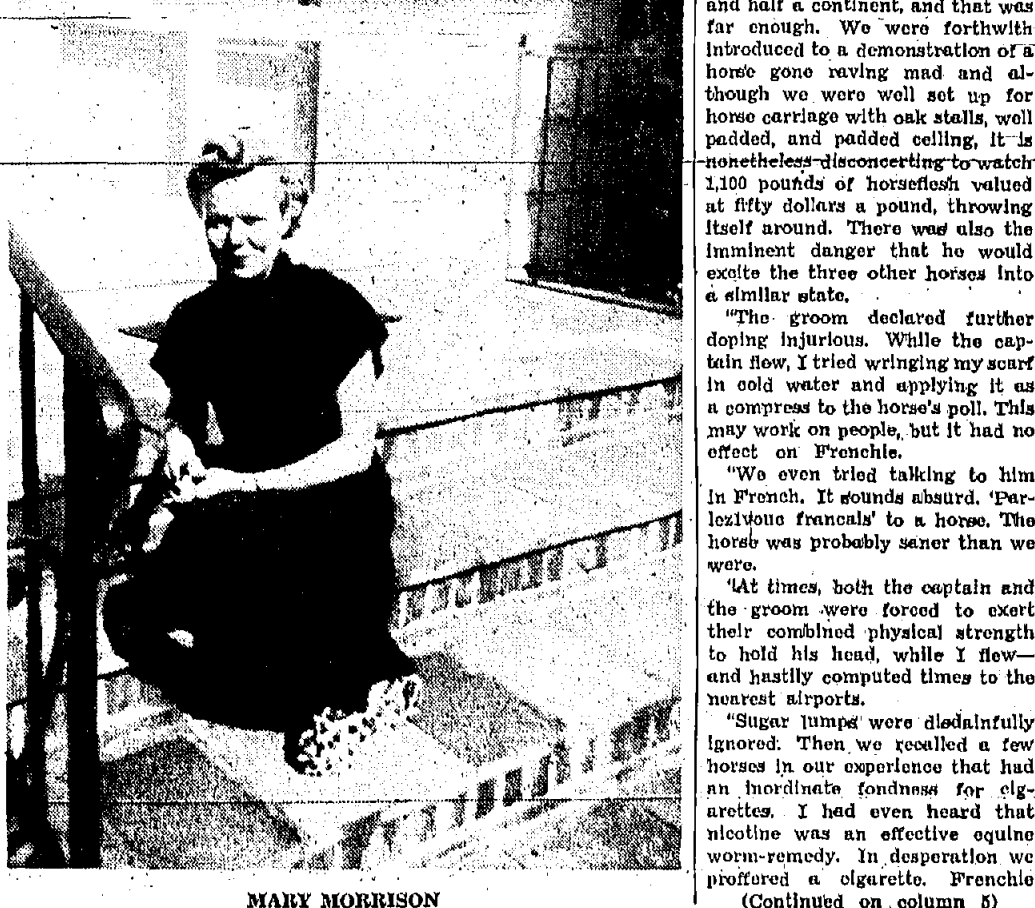 and half a continent, and that was
far enough. We were forthwith
introduced to a demonstration of a
horse gone raving mad and al-
though we were well set up for
horse carriage with oak stalls, well
padded, and padded ceiling, it is
nonetheless disconcerting to watch
1,100 pounds of horseflesh valued
at fifty dollars a pound, throwing
itself around. There was also the
imminent danger that he would
excite the three other horses into
a similar state.
"The groom declared further
doping injurious. While the cap-
tain flew, I tried wringing my scarf
in cold water and applying it as
a compress to the horse's poll. This
may work on people, but it had no
effect on Frenchie.
"We even tried talking to him
in French. It sounds absurd. 'Par-
lezivous francais' to a horse. The
horse was probably saner than we
were.
"At times, both the captain and
the groom were forced to exert
their combined physical strength
to hold his head, while I flew—
and hastily computed times to the
nearest airports.
"Sugar lumps were disdainfully
ignored. Then we recalled a few
horses in our experience that had
an inordinate fondness for cig-
arettes. I had even heard that
nicotine was an effective equine
worm-remedy. In desperation we
proffered a cigarette. Frenchie
(Continued on column 5)
MARY MORRISON